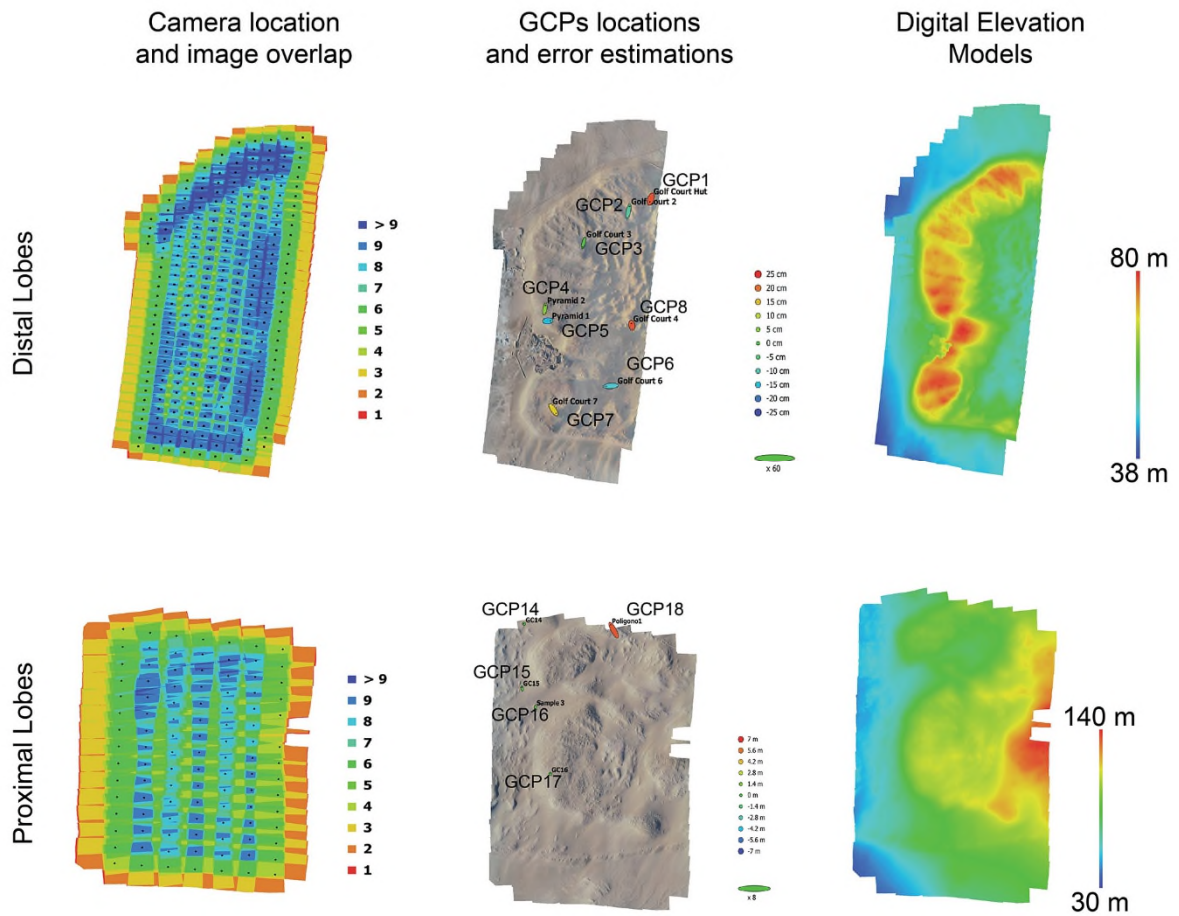 Camera location
and image overlap
GCPs locations
and error estimations
Digital Elevation
Models
Distal Lobes
> 9
9
8
7
6
5
4
3
2
1
GCP1
Golf Court Hut
GCP2
Golf Court 2
Golf Court 3
GCP3
GCP4
Pyramid 2
GCP8
Pyramid 1
Golf Court 4
GCP5
GCP6
Golf Court 6
Golf Court 7
GCP7
25 cm
20 cm
15 cm
10 cm
5 cm
0 cm
-5 cm
-10 cm
-15 cm
-20 cm
-25 cm
x 60
80 m
38 m
Proximal Lobes
> 9
9
8
7
6
5
4
3
2
1
GCP14
GC14
GCP18
Poligono1
GCP15
GC15
Sample 3
GCP16
GC16
GCP17
7 m
5.6 m
4.2 m
2.8 m
1.4 m
0 m
-1.4 m
-2.8 m
-4.2 m
-5.6 m
-7 m
x 8
140 m
30 m